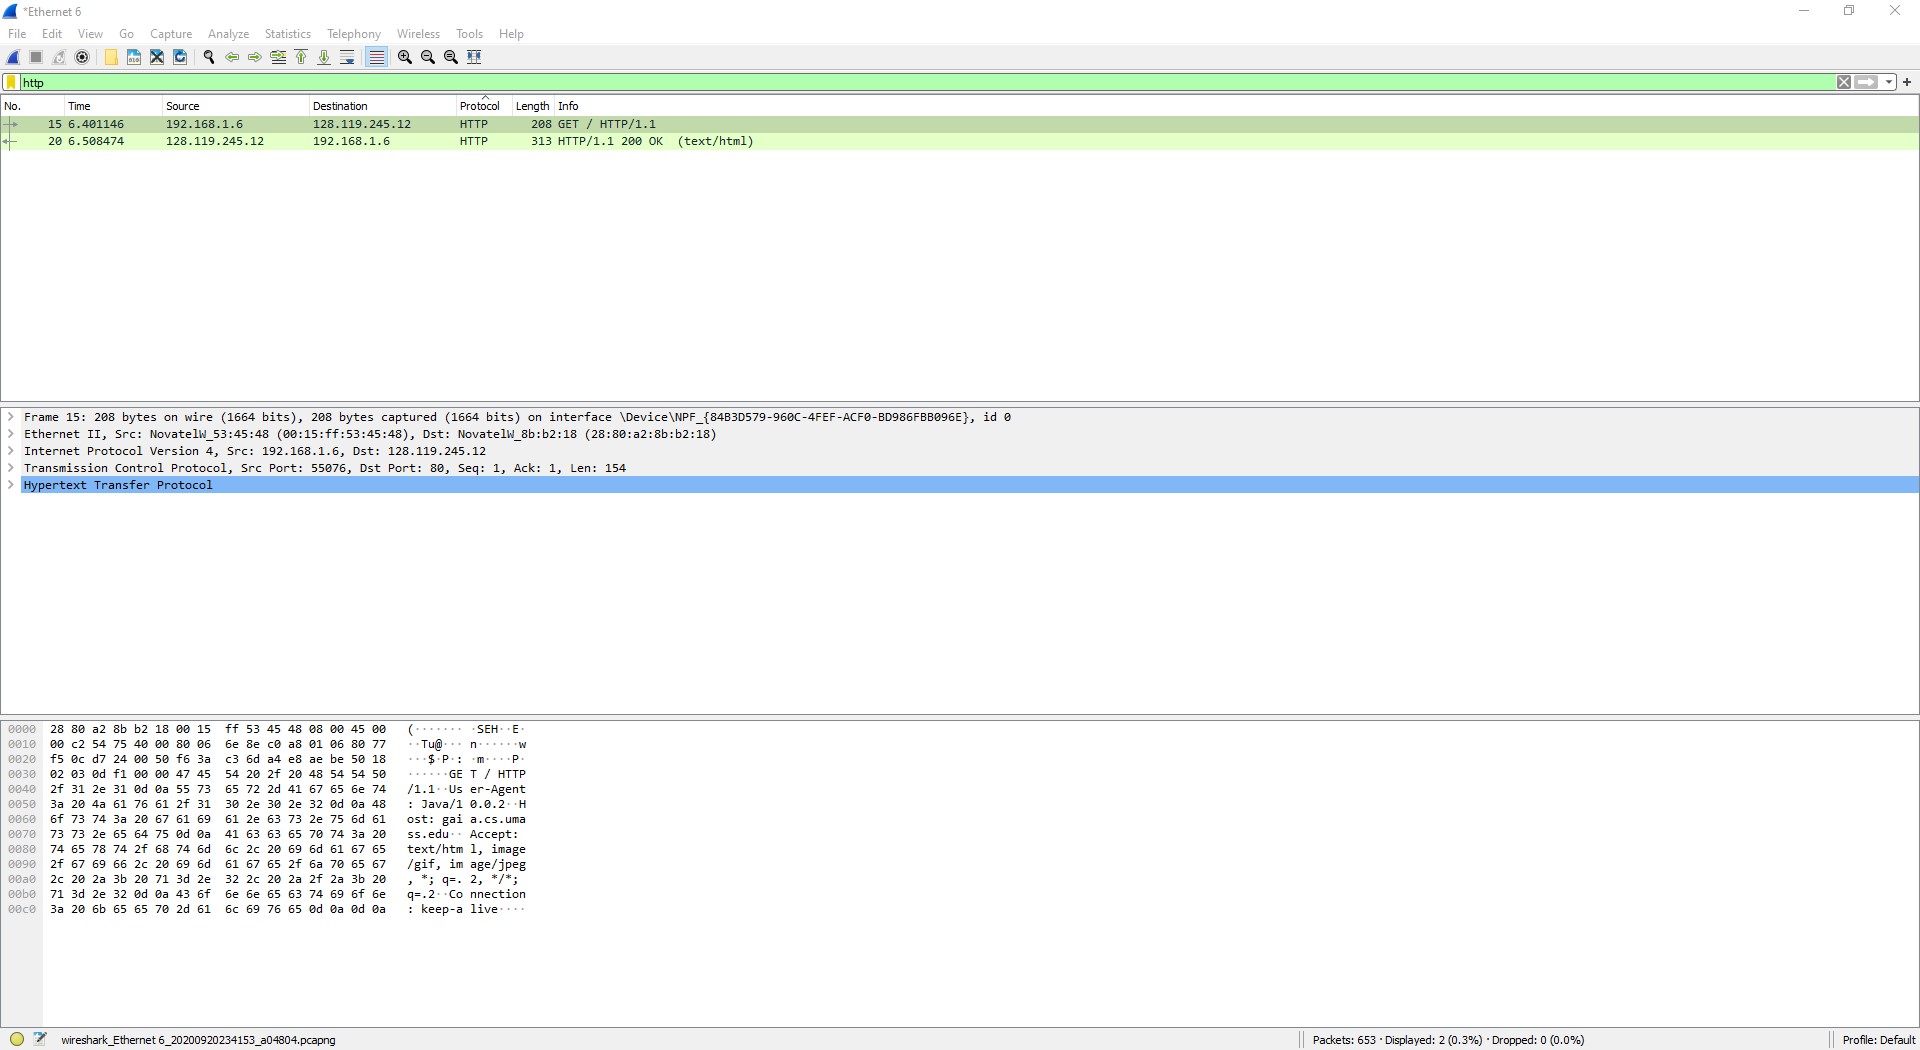 *Ethernet 6
File Edit View Go Capture Analyze Statistics Telephony Wireless Tools Help
http
No. Time Source Destination Protocol Length Info
15 6.401146 192.168.1.6 128.119.245.12 HTTP 208 GET / HTTP/1.1
20 6.508474 128.119.245.12 192.168.1.6 HTTP 313 HTTP/1.1 200 OK (text/html)
Frame 15: 208 bytes on wire (1664 bits), 208 bytes captured (1664 bits) on interface \Device\NPF_{84B3D579-960C-4FEF-ACF0-BD986FBB096E}, id 0
Ethernet II, Src: NovatelW_53:45:48 (00:15:ff:53:45:48), Dst: NovatelW_8b:b2:18 (28:80:a2:8b:b2:18)
Internet Protocol Version 4, Src: 192.168.1.6, Dst: 128.119.245.12
Transmission Control Protocol, Src Port: 55076, Dst Port: 80, Seq: 1, Ack: 1, Len: 154
Hypertext Transfer Protocol
0000 28 80 a2 8b b2 18 00 15 ff 53 45 48 08 00 45 00 (······· ·SEH··E·
0010 00 c2 54 75 40 00 80 06 6e 8e c0 a8 01 06 80 77 ··Tu@··· n······w
0020 f5 0c d7 24 00 50 f6 3a c3 6d a4 e8 ae be 50 18 ···$·P·: ·m····P·
0030 02 03 0d f1 00 00 47 45 54 20 2f 20 48 54 54 50 ······GE T / HTTP
0040 2f 31 2e 31 0d 0a 55 73 65 72 2d 41 67 65 6e 74 /1.1··Us er-Agent
0050 3a 20 4a 61 76 61 2f 31 30 2e 30 2e 32 0d 0a 48 : Java/1 0.0.2··H
0060 6f 73 74 3a 20 67 61 69 61 2e 63 73 2e 75 6d 61 ost: gai a.cs.uma
0070 73 73 2e 65 64 75 0d 0a 41 63 63 65 70 74 3a 20 ss.edu·· Accept: 
0080 74 65 78 74 2f 68 74 6d 6c 2c 20 69 6d 61 67 65 text/htm l, image
0090 2f 67 69 66 2c 20 69 6d 61 67 65 2f 6a 70 65 67 /gif, im age/jpeg
00a0 2c 20 2a 3b 20 71 3d 2e 32 2c 20 2a 2f 2a 3b 20 , *; q=. 2, */*; 
00b0 71 3d 2e 32 0d 0a 43 6f 6e 6e 65 63 74 69 6f 6e q=.2··Co nnection
00c0 3a 20 6b 65 65 70 2d 61 6c 69 76 65 0d 0a 0d 0a : keep-a live····
wireshark_Ethernet 6_20200920234153_a04804.pcapng Packets: 653 · Displayed: 2 (0.3%) · Dropped: 0 (0.0%) Profile: Default